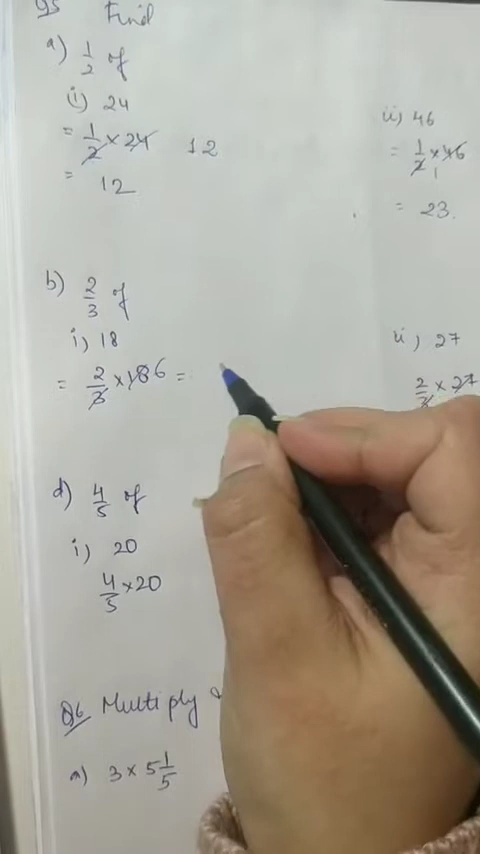 Q5 Find
a) 1/2 of
(i) 24
= 1/2 × 24 12
= 12
ii) 46
= 1/2 × 46
1
= 23.
b) 2/3 of
i) 18
= 2/3 × 18 6 =
ii) 27
2/3 × 27
d) 4/5 of
i) 20
4/5 × 20
Q6 Multiply
a) 3 × 5 1/5